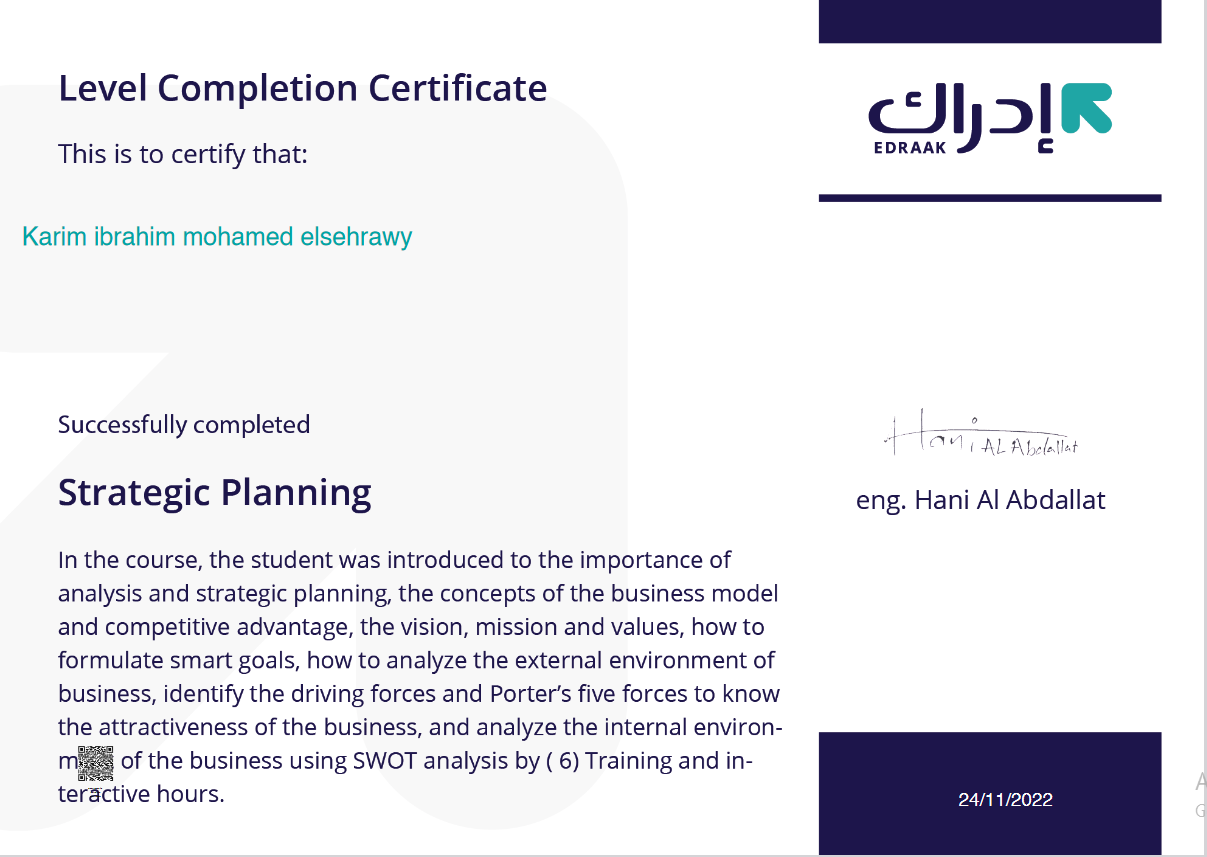 Level Completion Certificate
This is to certify that:
Karim ibrahim mohamed elsehrawy
Successfully completed
Strategic Planning
In the course, the student was introduced to the importance of
analysis and strategic planning, the concepts of the business model
and competitive advantage, the vision, mission and values, how to
formulate smart goals, how to analyze the external environment of
business, identify the driving forces and Porter's five forces to know
the attractiveness of the business, and analyze the internal environ-
of the business using SWOT analysis by ( 6) Training and in-
teractive hours.
إدراك
EDRAAK
Hani AL Abdallat
eng. Hani Al Abdallat
24/11/2022